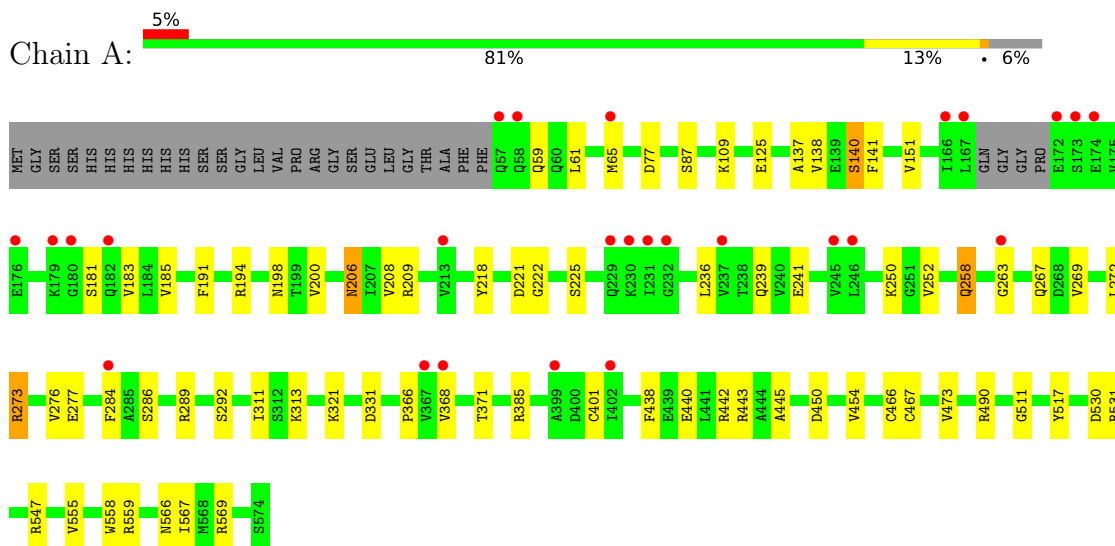 5%
Chain A:
81% 13% • 6%
MET GLY SER SER HIS HIS HIS HIS HIS HIS SER SER GLY LEU VAL PRO ARG GLY SER GLU LEU GLY THR ALA PHE PHE Q57 Q58 Q59 Q60 L61 M65 D77 S87 K109 E125 A137 V138 E139 S140 F141 V151 I166 L167 GLN GLY GLY PRO E172 S173 E174 V175
E176 K179 G180 S181 Q182 V183 L184 V185 F191 R194 N198 T199 V200 N206 I207 V208 R209 V213 Y218 D221 G222 S225 Q229 K230 I231 G232 L236 V237 T238 Q239 V240 E241 V245 L246 K250 G251 V252 Q258 G263 Q267 D268 V269 L272
R273 V276 E277 F284 A285 S286 R289 S292 I311 S312 K313 K321 D331 P366 V367 V368 T371 R385 A399 D400 C401 I402 F438 E439 E440 L441 R442 R443 A444 A445 D450 V454 C466 C467 V473 R490 G511 Y517 D530
R547 V555 W558 R559 N566 I567 M568 R569 S574